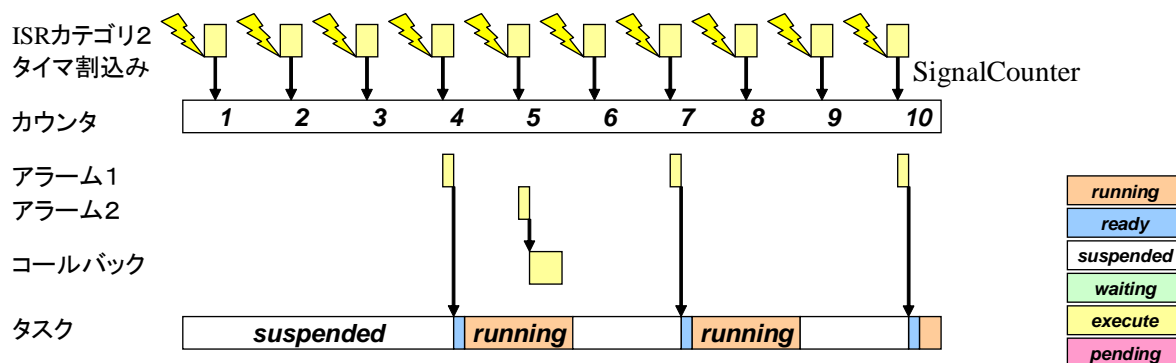 ISRカテゴリ2
タイマ割込み
SignalCounter
カウンタ
1 2 3 4 5 6 7 8 9 10
アラーム1
アラーム2
コールバック
タスク
suspended running running
running
ready
suspended
waiting
execute
pending